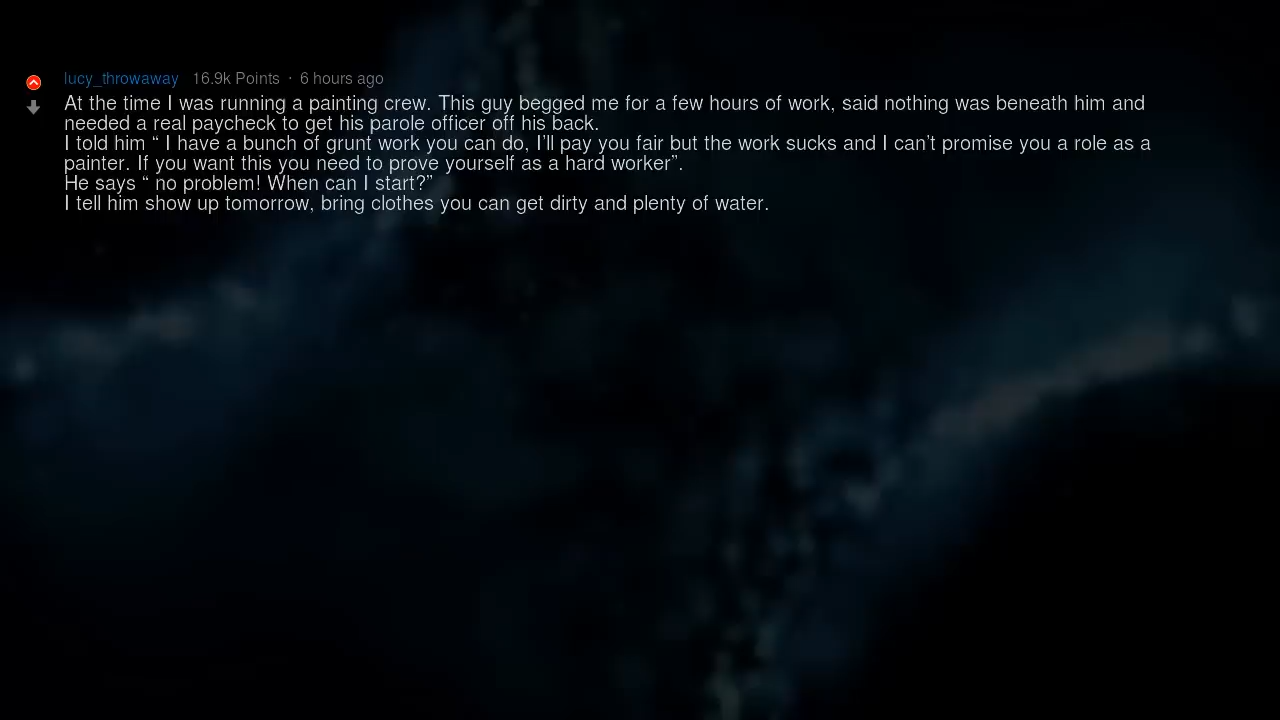 lucy_throwaway 16.9k Points · 6 hours ago
At the time I was running a painting crew. This guy begged me for a few hours of work, said nothing was beneath him and
needed a real paycheck to get his parole officer off his back.
I told him “ I have a bunch of grunt work you can do, I’ll pay you fair but the work sucks and I can’t promise you a role as a
painter. If you want this you need to prove yourself as a hard worker”.
He says “ no problem! When can I start?”
I tell him show up tomorrow, bring clothes you can get dirty and plenty of water.